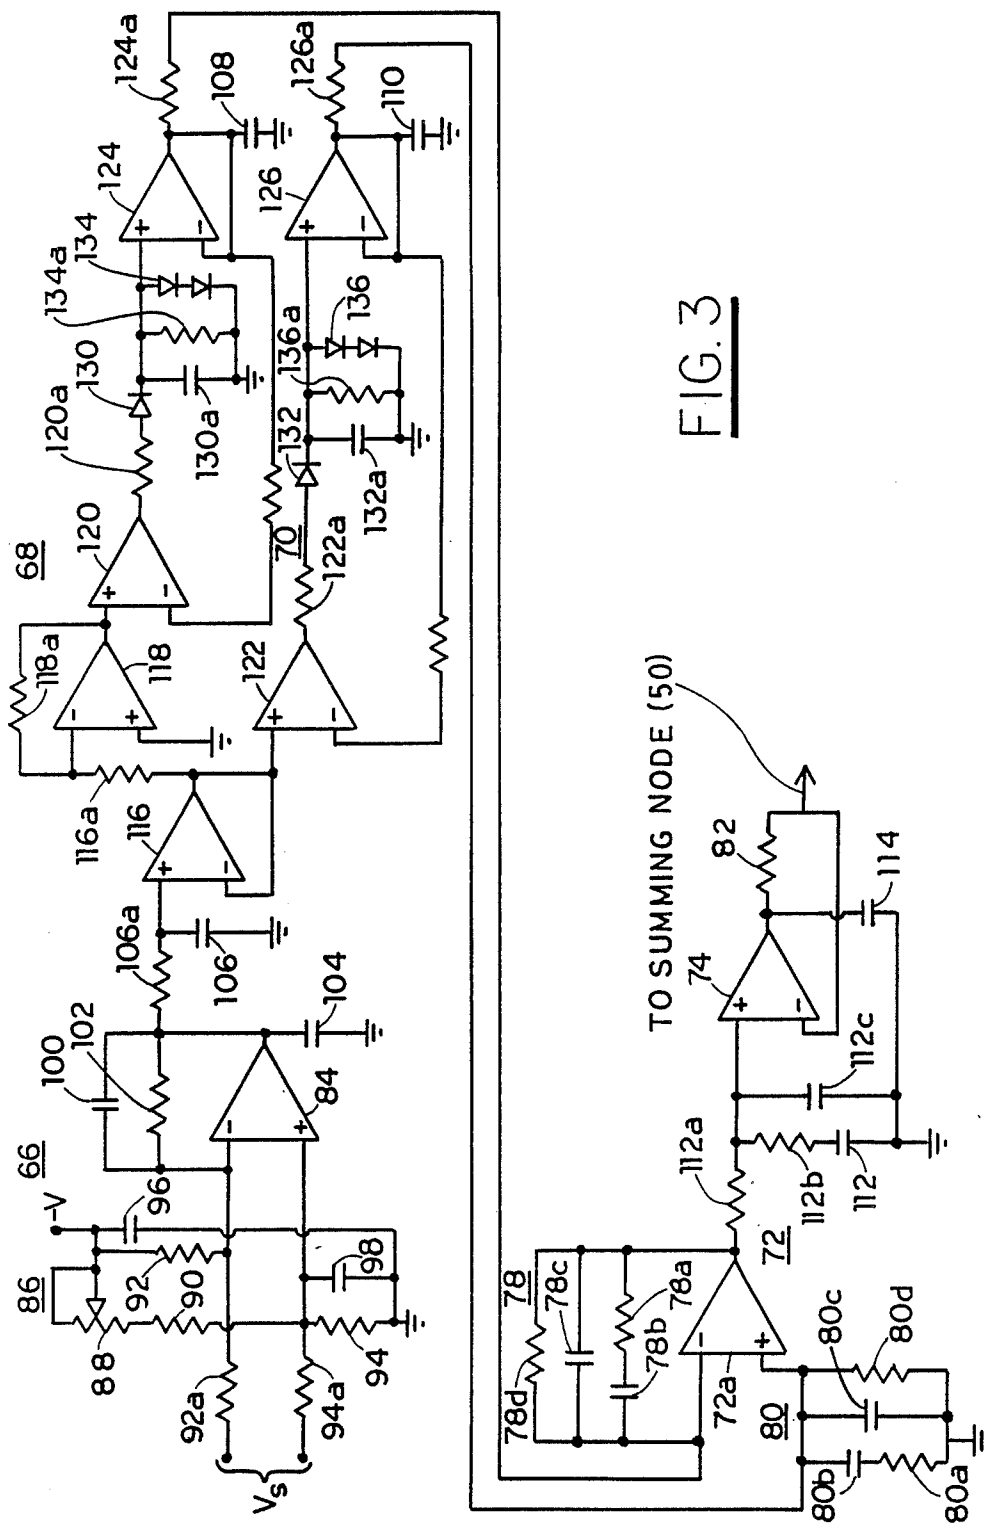 68
124a
108
124
+
−
134
134a
130
120a
130a
120
+
−
118a
118
−
+
116a
116
+
−
106a
106
126a
110
126
+
−
136
136a
132
132a
70
122a
122
+
−
66
100
102
104
84
−
+
-V
96
86
92
90
88
98
94
92a
94a
Vs
FIG. 3
TO SUMMING NODE (50)
82
114
74
+
−
112c
112a
112b
112
72
78
78c
78a
78b
78d
72a
−
+
80
80c
80d
80b
80a